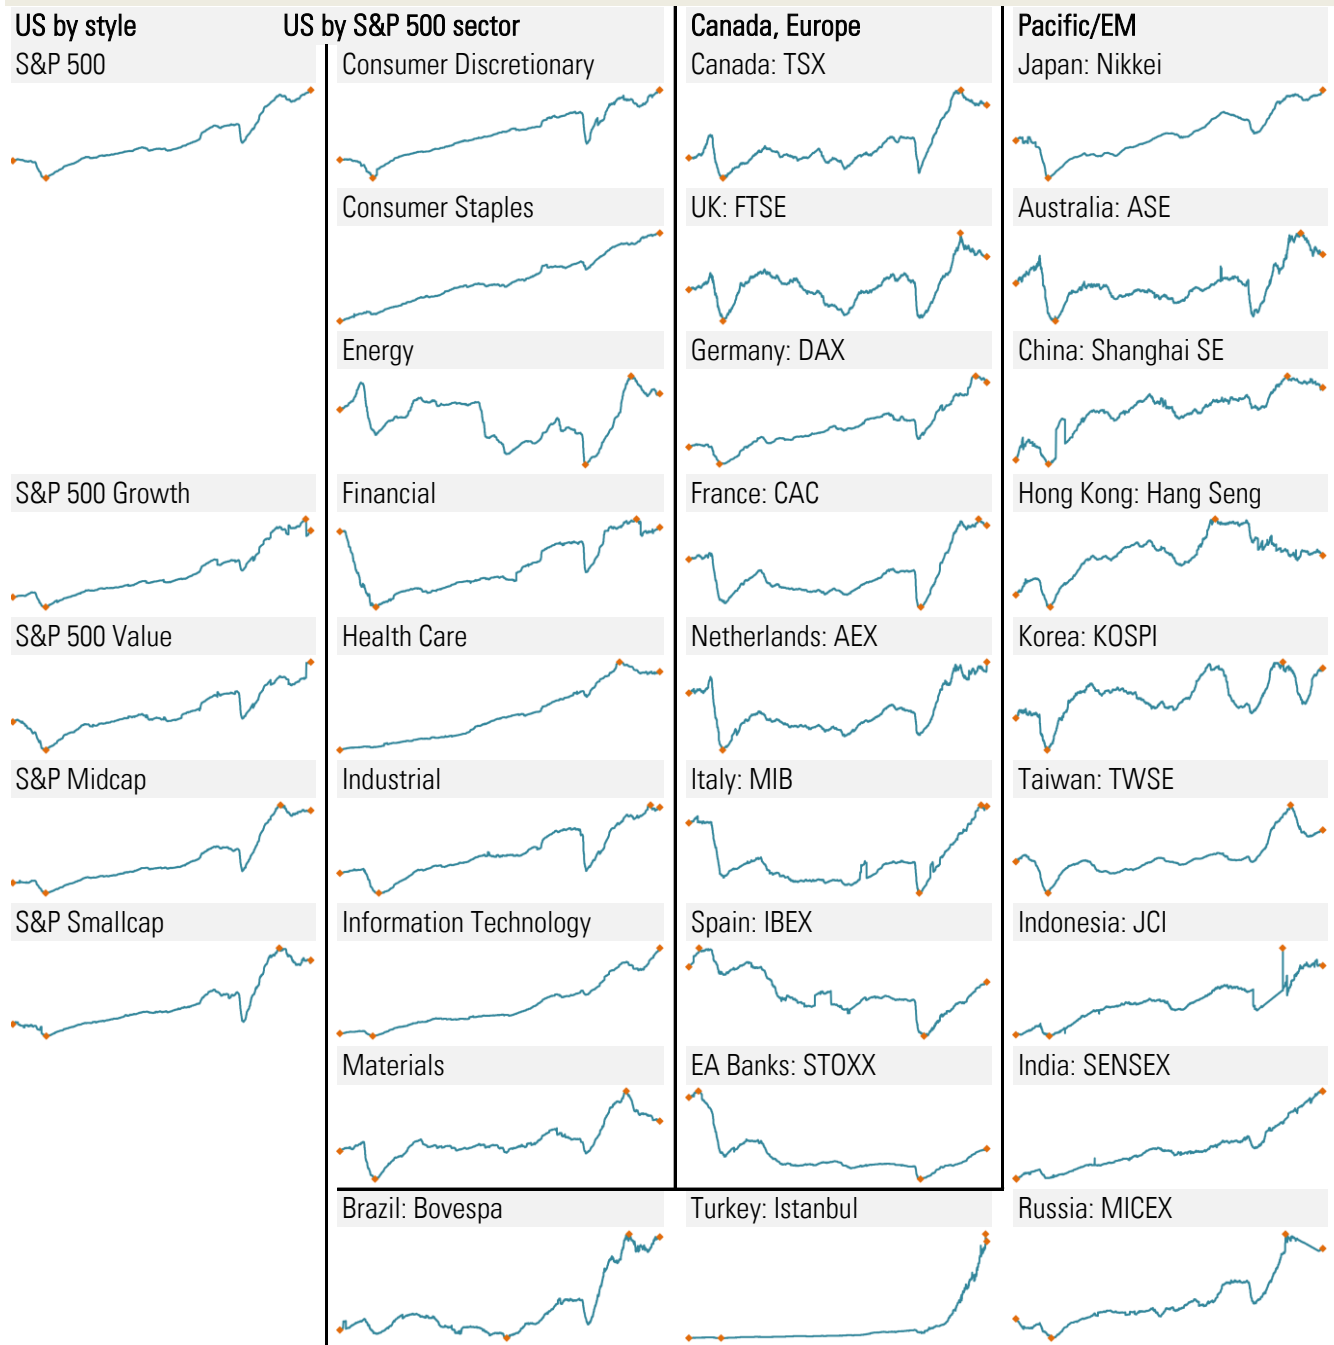 US by style
US by S&P 500 sector
Canada, Europe
Pacific/EM
S&P 500
Consumer Discretionary
Canada: TSX
Japan: Nikkei
Consumer Staples
UK: FTSE
Australia: ASE
Energy
Germany: DAX
China: Shanghai SE
S&P 500 Growth
Financial
France: CAC
Hong Kong: Hang Seng
S&P 500 Value
Health Care
Netherlands: AEX
Korea: KOSPI
S&P Midcap
Industrial
Italy: MIB
Taiwan: TWSE
S&P Smallcap
Information Technology
Spain: IBEX
Indonesia: JCI
Materials
EA Banks: STOXX
India: SENSEX
Brazil: Bovespa
Turkey: Istanbul
Russia: MICEX